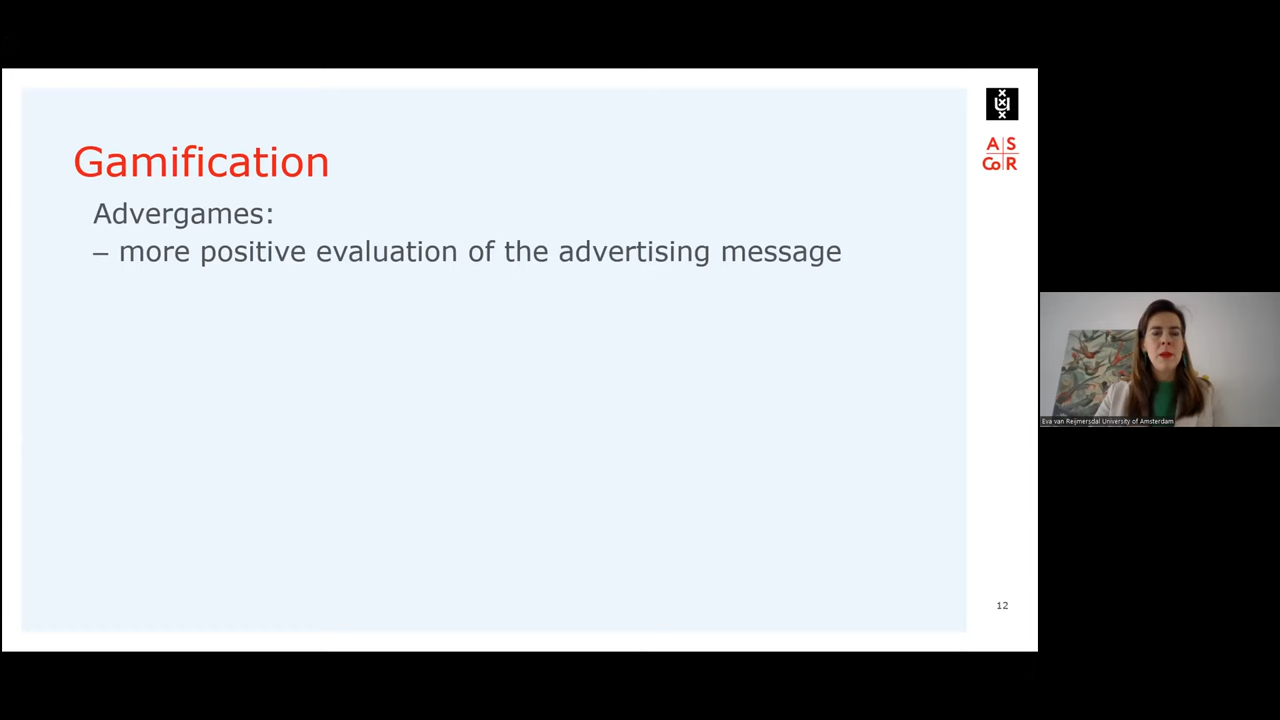 Gamification
Advergames:
– more positive evaluation of the advertising message
A S
Co R
12
Eva van Reijmersdal University of Amsterdam